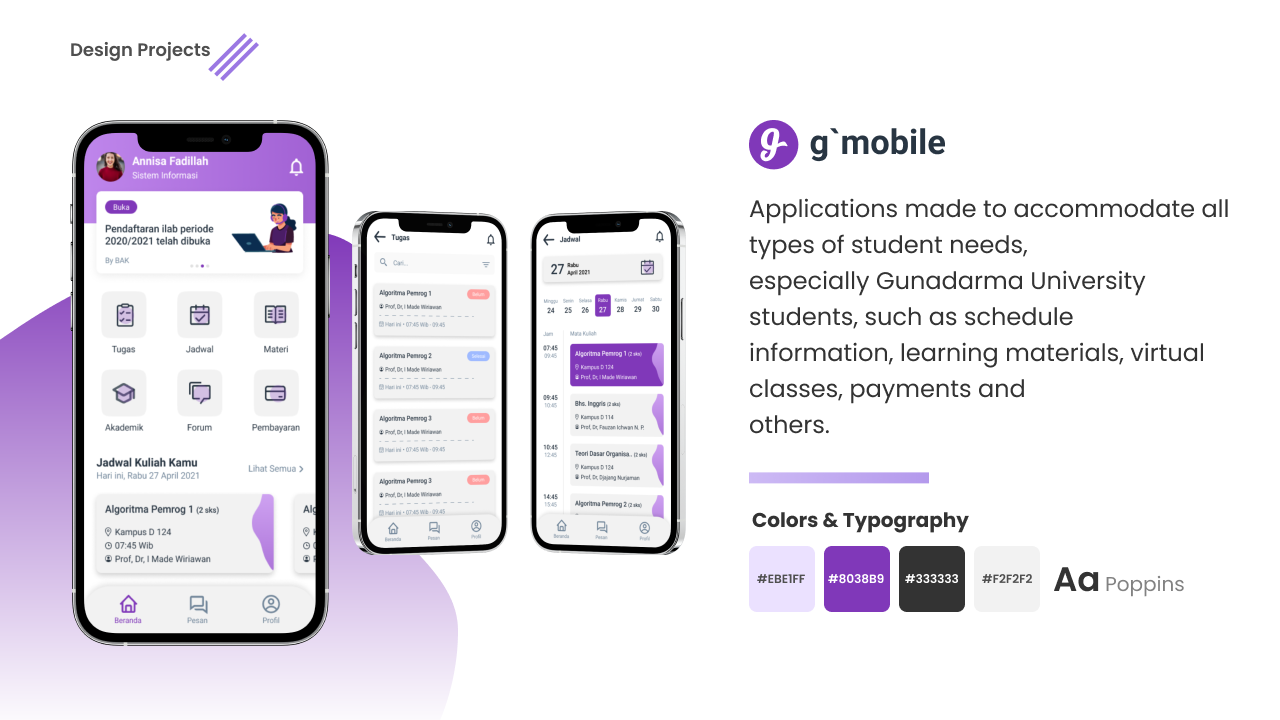 Design Projects
Annisa Fadillah
Sistem Informasi
Buka
Pendaftaran ilab periode
2020/2021 telah dibuka
By BAK
Tugas
Jadwal
Materi
Akademik
Forum
Pembayaran
Jadwal Kuliah Kamu
Hari ini, Rabu 27 April 2021
Lihat Semua
Algoritma Pemrog 1 (2 sks)
Kampus D 124
07:45 Wib
Prof, Dr, I Made Wiriawan
Alg
Beranda
Pesan
Profil
Tugas
Cari...
Algoritma Pemrog 1
Prof, Dr, I Made Wiriawan
Hari ini • 07:45 Wib - 09:45
Algoritma Pemrog 2
Prof, Dr, I Made Wiriawan
Hari ini • 07:45 Wib - 09:45
Algoritma Pemrog 3
Prof, Dr, I Made Wiriawan
Hari ini • 07:45 Wib - 09:45
Algoritma Pemrog 3
Prof, Dr, I Made Wiriawan
Hari ini • 07:45 Wib - 09:45
Beranda
Pesan
Profil
Jadwal
27 Rabu
April 2021
Minggu Senin Selasa Rabu Kamis Jumat Sabtu
24 25 26 27 28 29 30
Jam
Mata Kuliah
07:45
09:45
Algoritma Pemrog 1 (2 sks)
Kampus D 124
Prof, Dr, I Made Wiriawan
09:45
10:45
Bhs. Inggris (2 sks)
Kampus D 114
Prof, Dr, Fauzan Ichwan N. P.
10:45
12:45
Teori Dasar Organisa.. (2 sks)
Kampus D 124
Prof, Dr, Djajang Nurjaman
14:45
15:45
Algoritma Pemrog 2 (2 sks)
Beranda
Pesan
Profil
g`mobile
Applications made to accommodate all
types of student needs,
especially Gunadarma University
students, such as schedule
information, learning materials, virtual
classes, payments and
others.
Colors & Typography
#EBE1FF
#8038B9
#333333
#F2F2F2
Aa Poppins